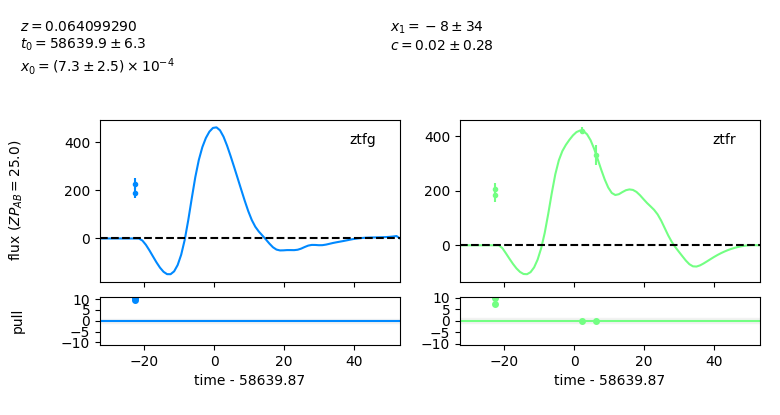 z = 0.064099290
t₀ = 58639.9 ± 6.3
x₀ = (7.3 ± 2.5) × 10⁻⁴
x₁ = −8 ± 34
c = 0.02 ± 0.28
flux (ZP_AB = 25.0)
400
200
0
ztfg
400
200
0
ztfr
pull
10
5
0
−5
−10
−20 0 20 40
time - 58639.87
10
5
0
−5
−10
−20 0 20 40
time - 58639.87